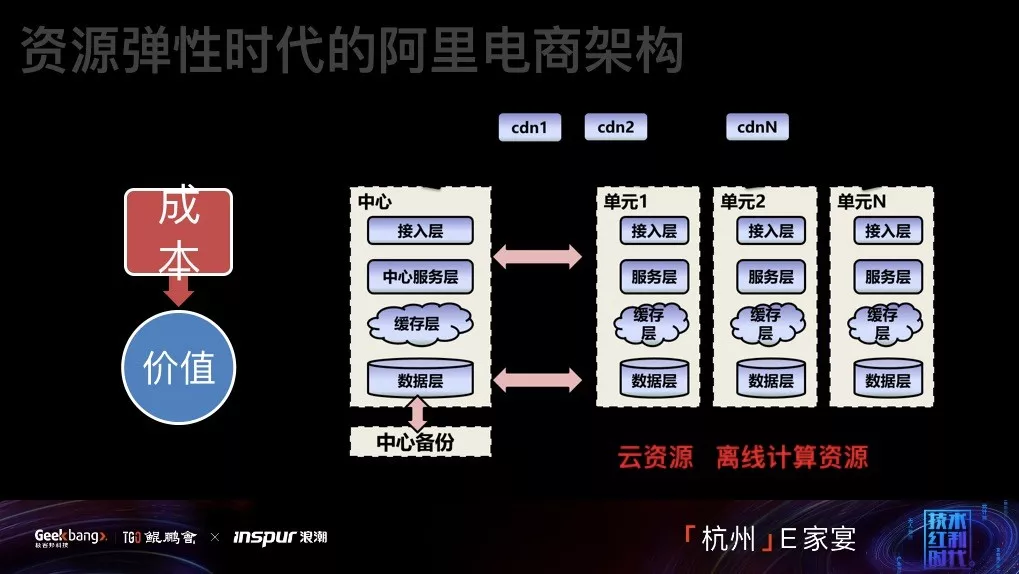 资源弹性时代的阿里电商架构
cdn1
cdn2
cdnN
成
本
价值
中心
接入层
中心服务层
缓存层
数据层
中心备份
单元1
接入层
服务层
缓存
层
数据层
单元2
接入层
服务层
缓存
层
数据层
单元N
接入层
服务层
缓存
层
数据层
云资源 离线计算资源
Geekbang>.
极客邦科技
TGO 鲲鹏會
×
inspur 浪潮
「杭州」E家宴
技术
红利
时代